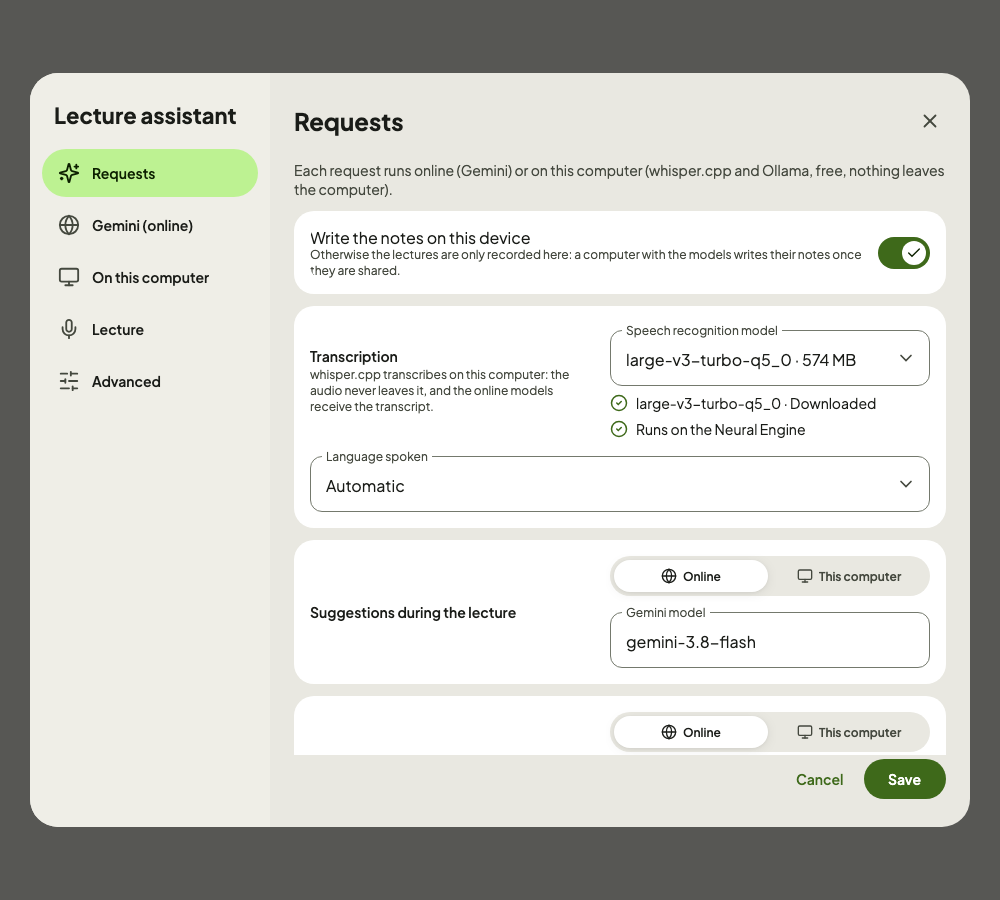 Lecture assistant
Requests
Gemini (online)
On this computer
Lecture
Advanced
Requests
Each request runs online (Gemini) or on this computer (whisper.cpp and Ollama, free, nothing leaves
the computer).
Write the notes on this device
Otherwise the lectures are only recorded here: a computer with the models writes their notes once
they are shared.
Transcription
whisper.cpp transcribes on this computer: the
audio never leaves it, and the online models
receive the transcript.
Speech recognition model
large-v3-turbo-q5_0 · 574 MB
large-v3-turbo-q5_0 · Downloaded
Runs on the Neural Engine
Language spoken
Automatic
Suggestions during the lecture
Online
This computer
Gemini model
gemini-3.8-flash
Online
This computer
Cancel
Save